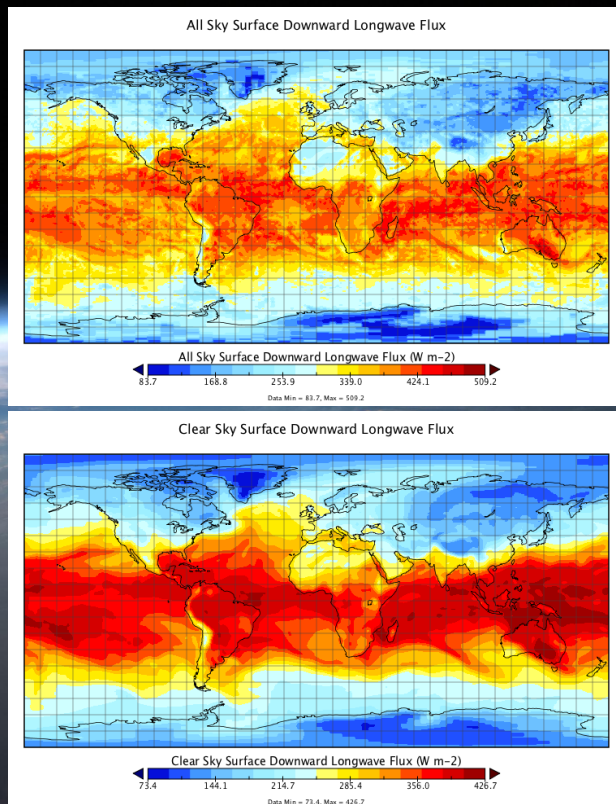 All Sky Surface Downward Longwave Flux
All Sky Surface Downward Longwave Flux (W m-2)
83.7 168.8 253.9 339.0 424.1 509.2
Data Min = 83.7, Max = 509.2
Clear Sky Surface Downward Longwave Flux
Clear Sky Surface Downward Longwave Flux (W m-2)
73.4 144.1 214.7 285.4 356.0 426.7
Data Min = 73.4, Max = 426.7